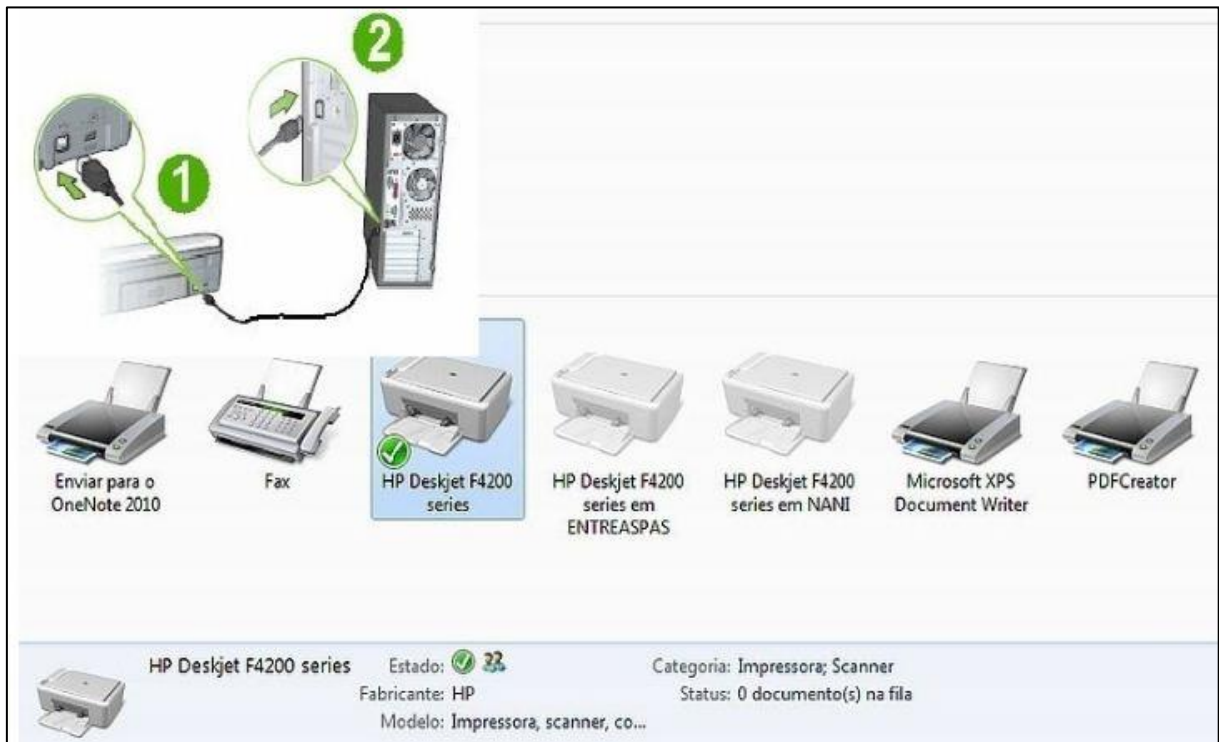 2
1
Enviar para o
OneNote 2010
Fax
HP Deskjet F4200
series
HP Deskjet F4200
series em
ENTREASPAS
HP Deskjet F4200
series em NANI
Microsoft XPS
Document Writer
PDFCreator
HP Deskjet F4200 series
Estado:
Categoria: Impressora; Scanner
Fabricante: HP
Status: 0 documento(s) na fila
Modelo: Impressora, scanner, co...